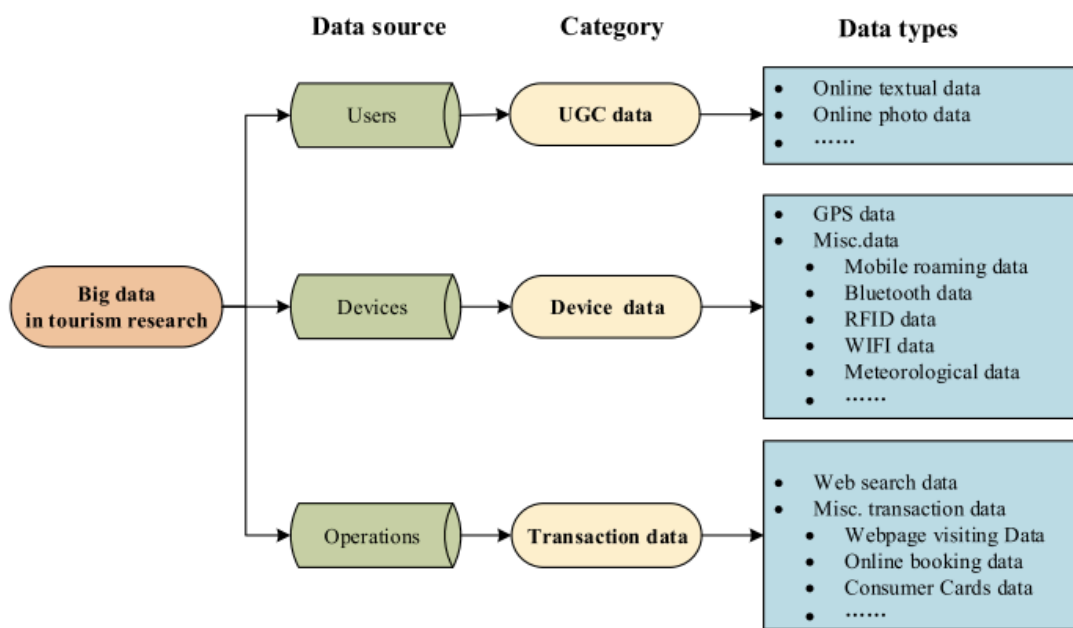 Data source
Category
Data types
Big data
in tourism research
Users
UGC data
• Online textual data
• Online photo data
• ······
Devices
Device data
• GPS data
• Misc.data
• Mobile roaming data
• Bluetooth data
• RFID data
• WIFI data
• Meteorological data
• ······
Operations
Transaction data
• Web search data
• Misc. transaction data
• Webpage visiting Data
• Online booking data
• Consumer Cards data
• ······